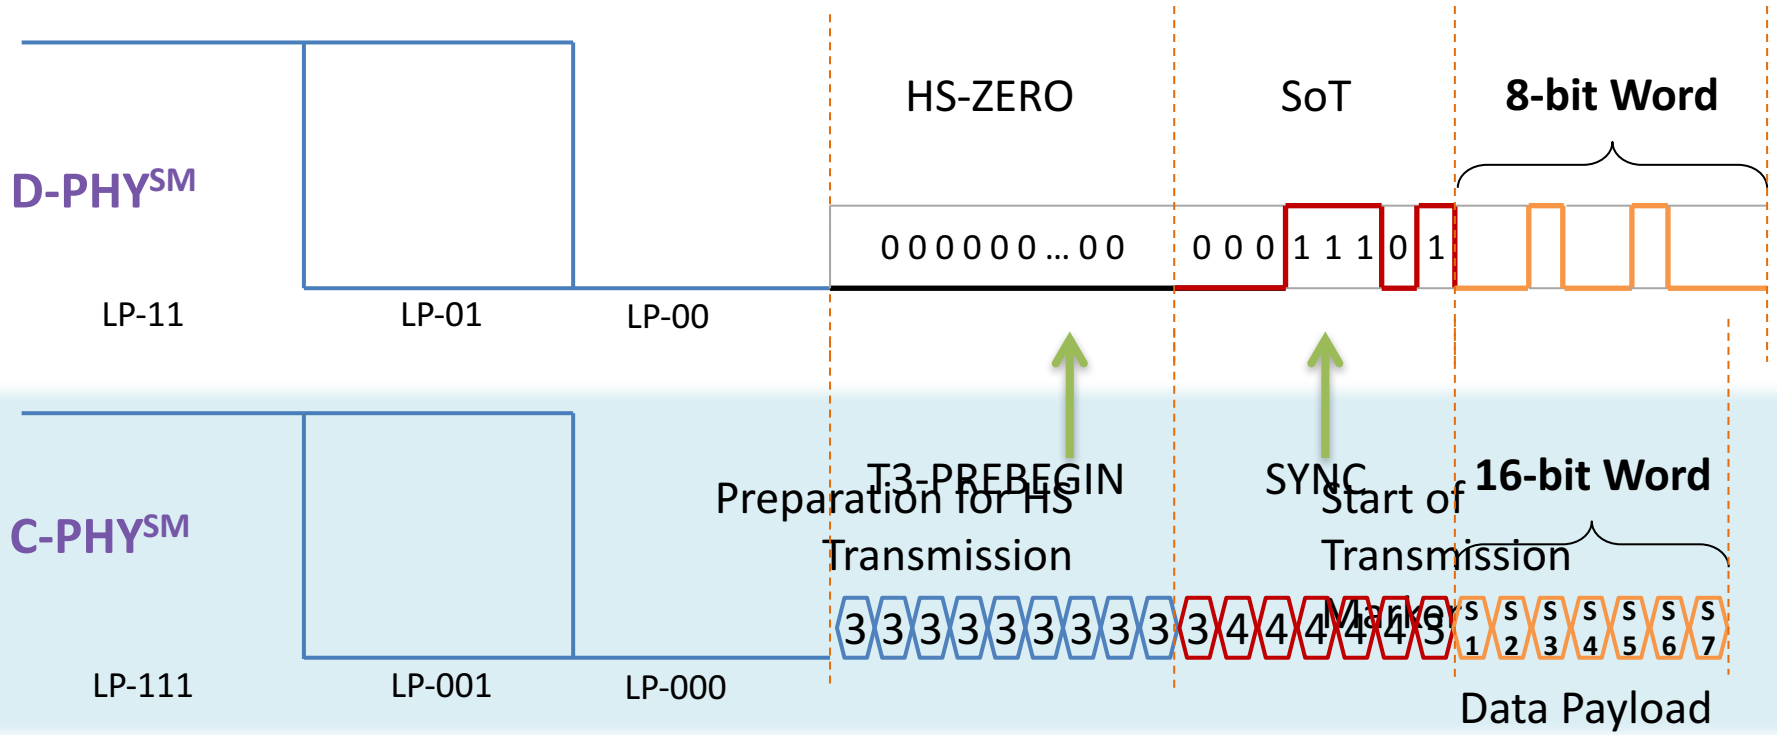 HS-ZERO
SoT
8-bit Word
D-PHYSM
0 0 0 0 0 0 ... 0 0
0 0 0 1 1 1 0 1
LP-11
LP-01
LP-00
T3-PREBEGIN
SYNC
16-bit Word
Preparation for HS
Transmission
Start of
Transmission
Marker
C-PHYSM
3 3 3 3 3 3 3 3 3 3 4 4 4 4 4 3
S S S S S S S
1 2 3 4 5 6 7
LP-111
LP-001
LP-000
Data Payload